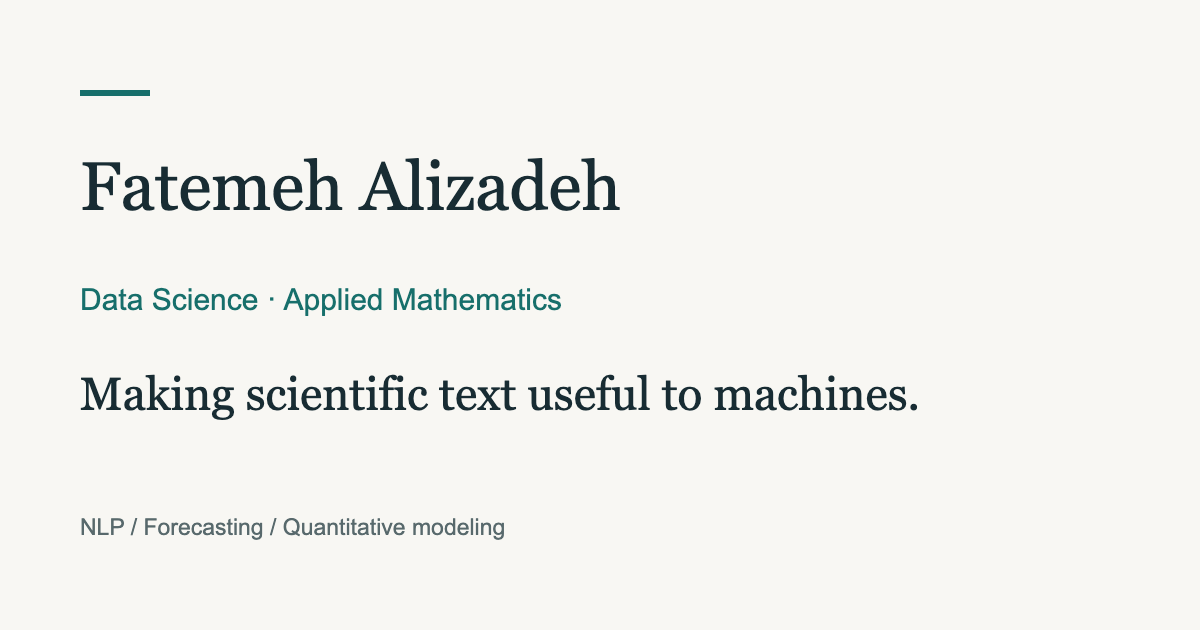 Fatemeh Alizadeh
Data Science · Applied Mathematics
Making scientific text useful to machines.
NLP / Forecasting / Quantitative modeling